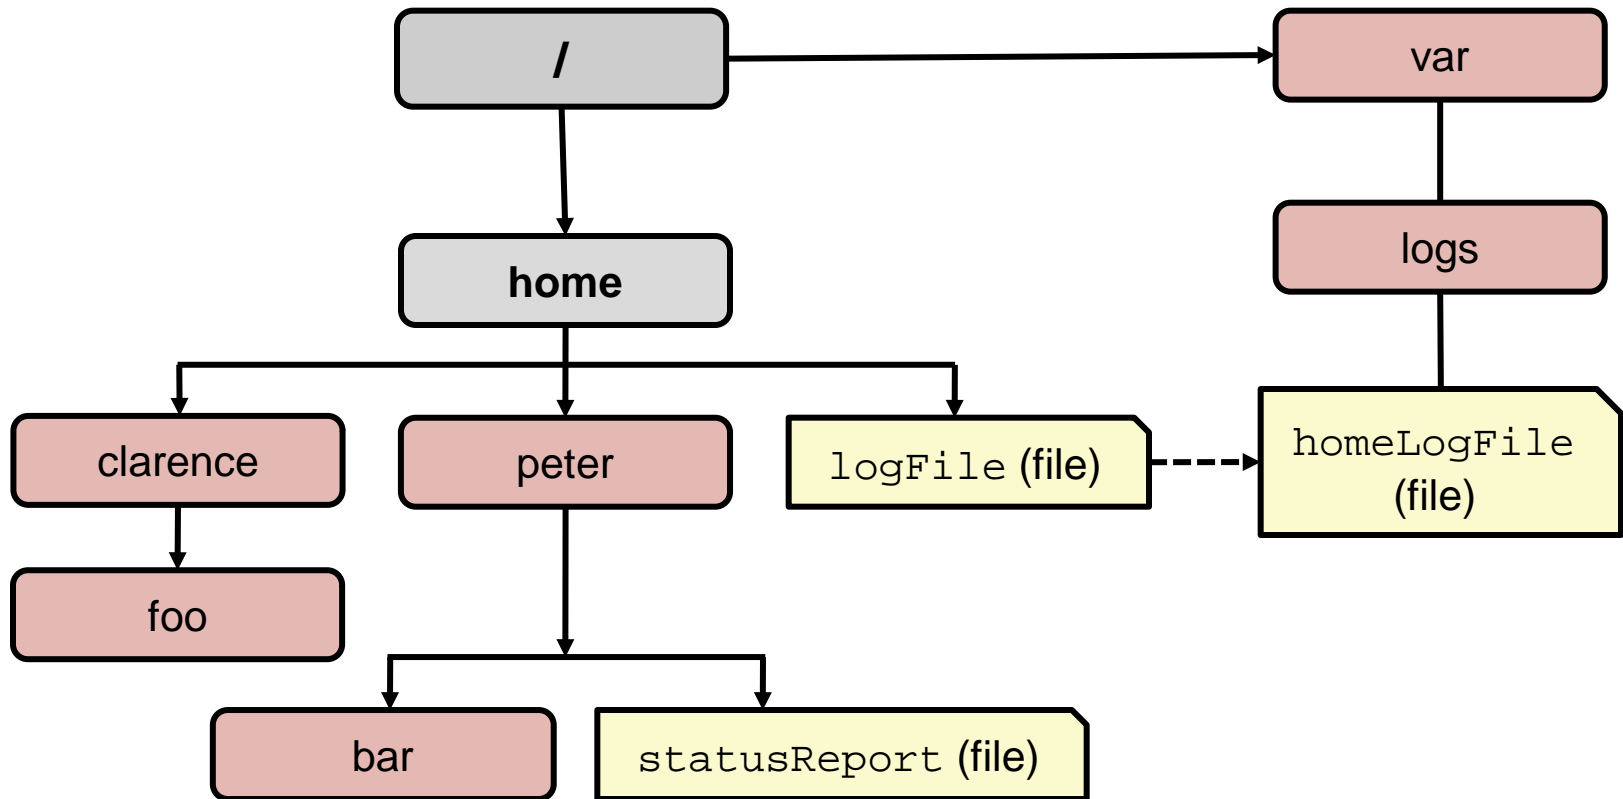 /
var
home
logs
clarence
peter
logFile (file)
homeLogFile
(file)
foo
bar
statusReport (file)